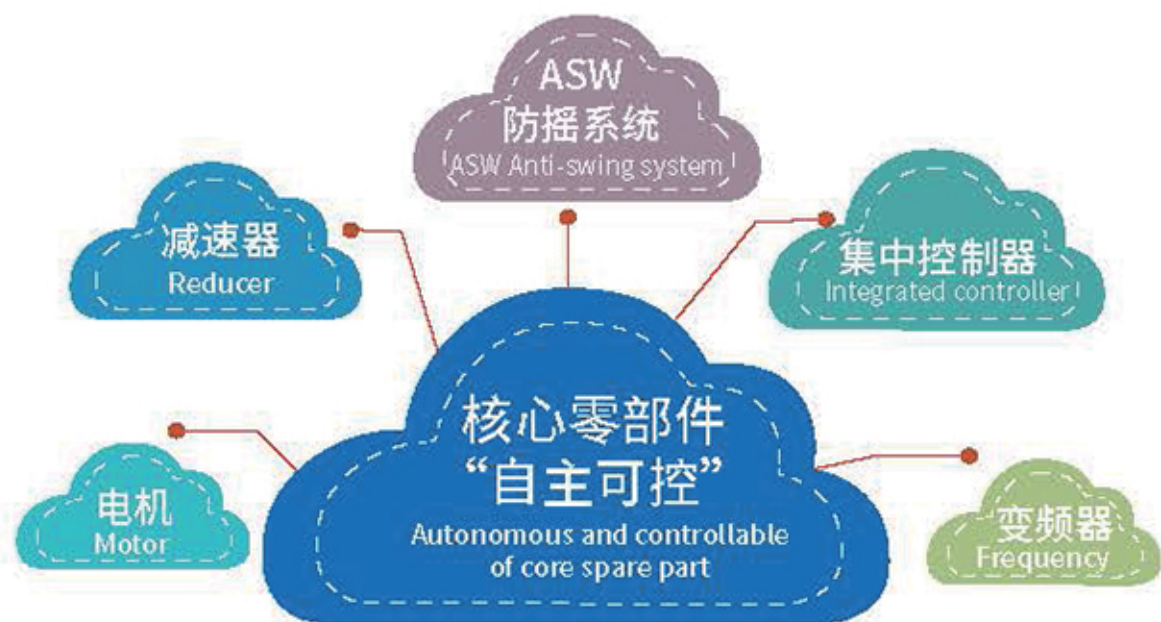 ASW
防摇系统
ASW Anti-swing system
减速器
Reducer
集中控制器
Integrated controller
核心零部件
“自主可控”
Autonomous and controllable
of core spare part
电机
Motor
变频器
Frequency